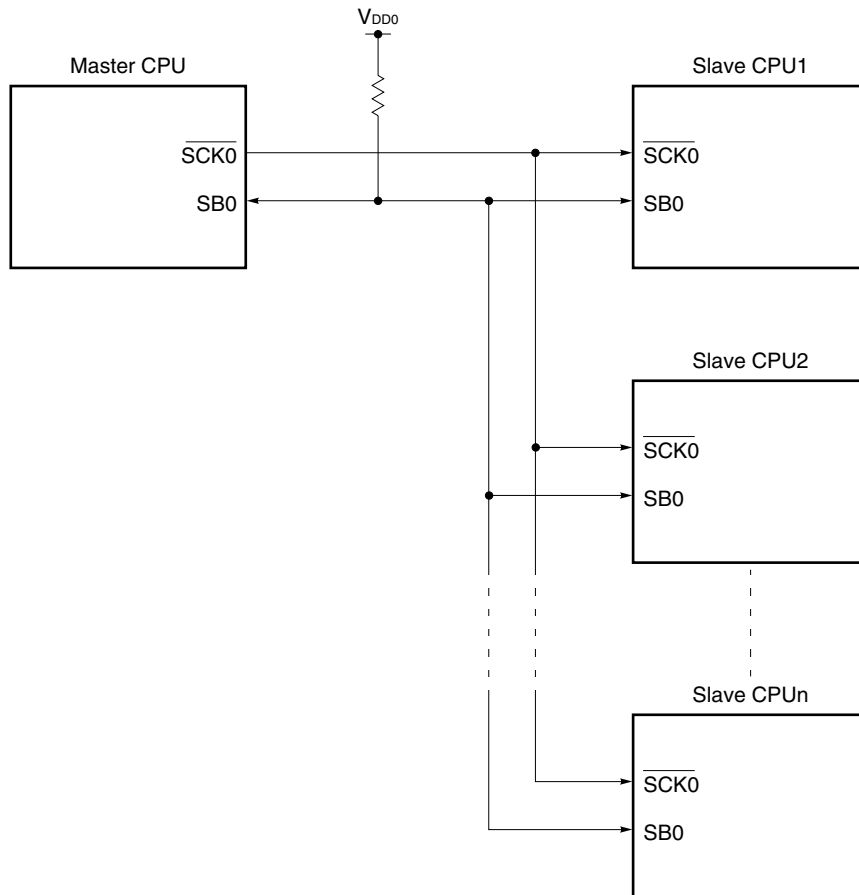 VDD0
Master CPU
SCK0
SB0
Slave CPU1
SCK0
SB0
Slave CPU2
SCK0
SB0
Slave CPUn
SCK0
SB0